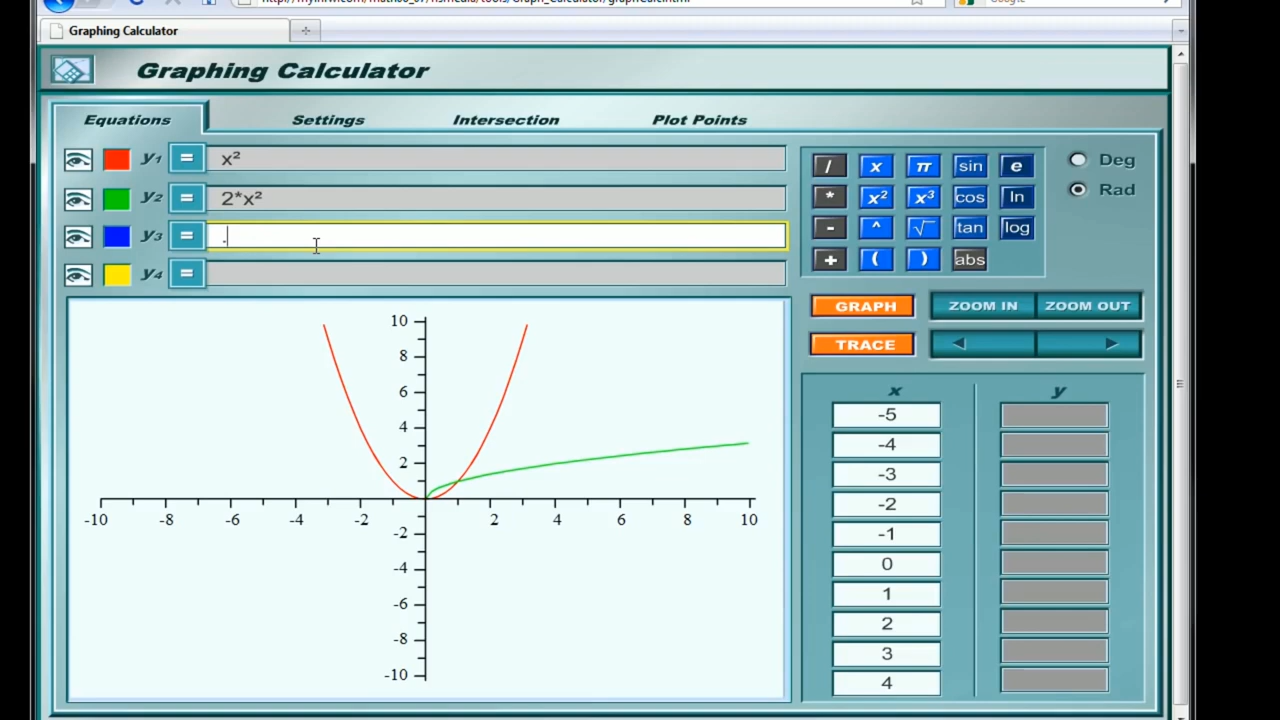 Graphing Calculator
Graphing Calculator
Equations Settings Intersection Plot Points
y₁ = x²
y₂ = 2*x²
y₃ = .
y₄ =
/ x π sin e
* x² x³ cos ln
- ^ √ tan log
+ ( ) abs
Deg
Rad
GRAPH ZOOM IN ZOOM OUT
TRACE
10
8
6
4
2
-10 -8 -6 -4 -2 2 4 6 8 10
-2
-4
-6
-8
-10
x y
-5
-4
-3
-2
-1
0
1
2
3
4